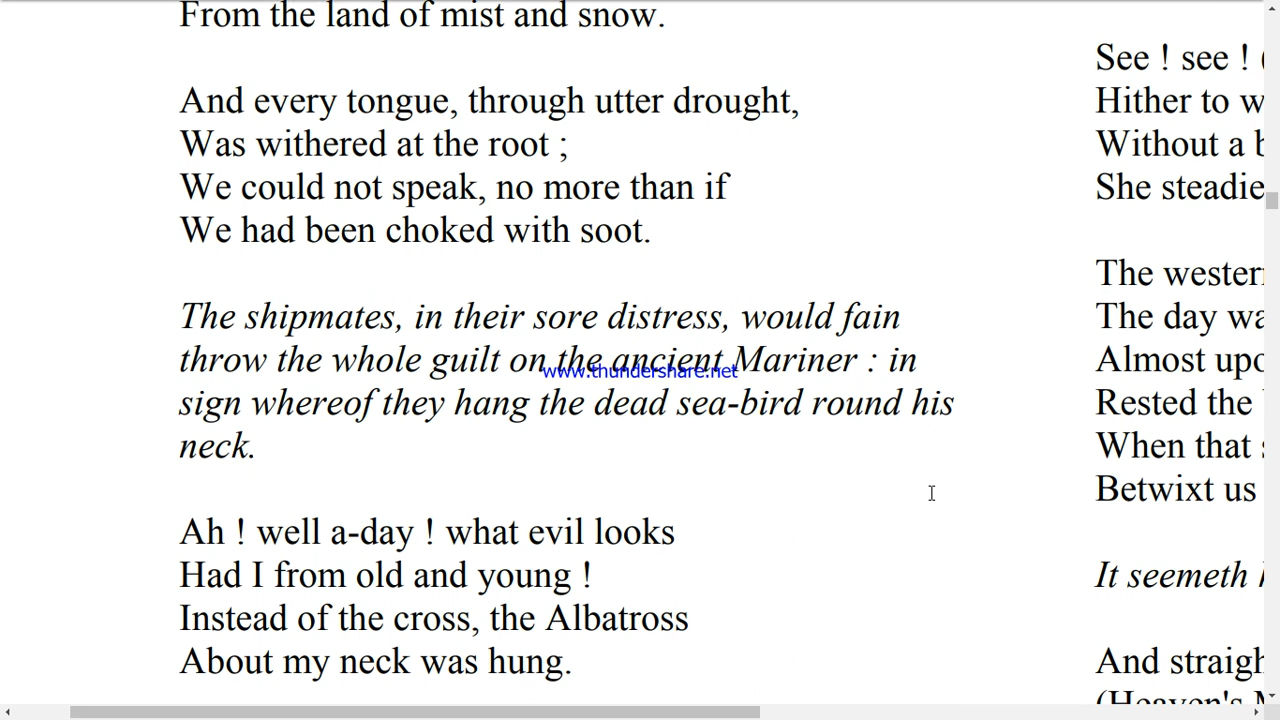 From the land of mist and snow.
And every tongue, through utter drought,
Was withered at the root ;
We could not speak, no more than if
We had been choked with soot.
The shipmates, in their sore distress, would fain
throw the whole guilt on the ancient Mariner : in
sign whereof they hang the dead sea-bird round his
neck.
www.thundershare.net
Ah ! well a-day ! what evil looks
Had I from old and young !
Instead of the cross, the Albatross
About my neck was hung.
See ! see ! (
Hither to w
Without a b
She steadie
The western
The day wa
Almost upo
Rested the
When that s
Betwixt us
It seemeth h
And straigh
(Heaven's M